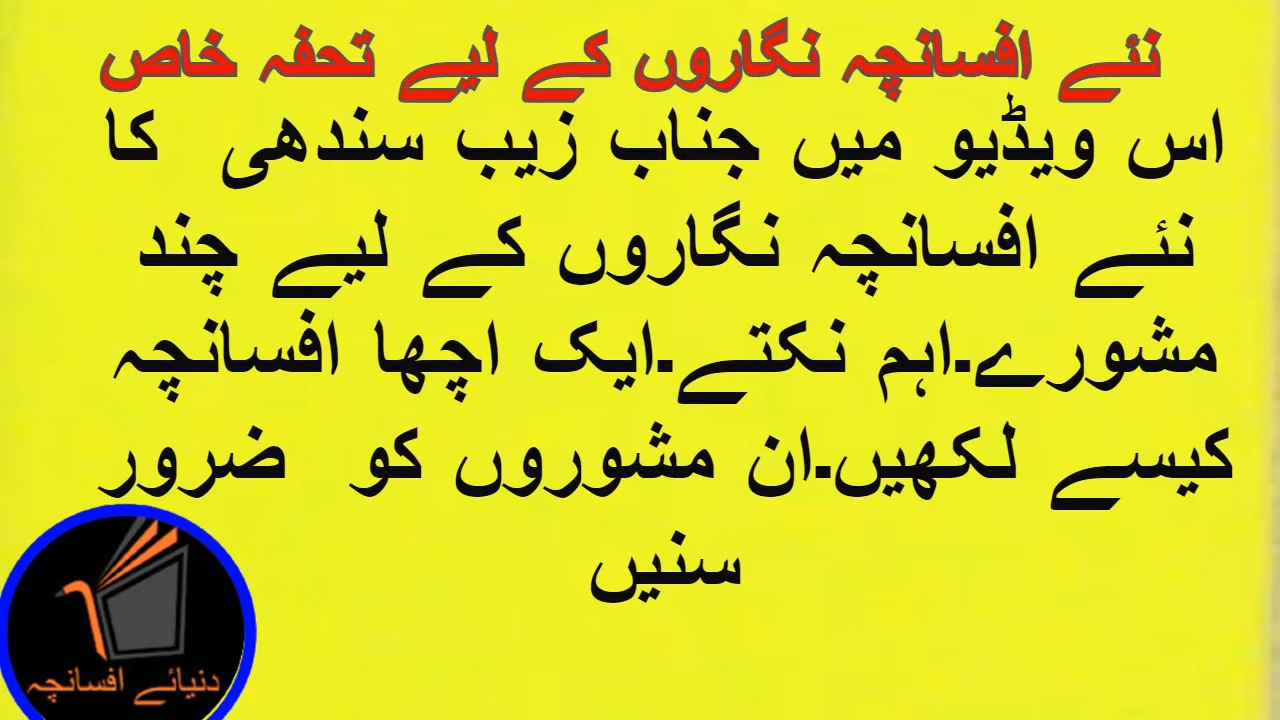 نئے افسانچہ نگاروں کے لیے تحفہ خاص
اس ویڈیو میں جناب زیب سندھی کا
نئے افسانچہ نگاروں کے لیے چند
مشورے۔اہم نکتے۔ایک اچھا افسانچہ
کیسے لکھیں۔ان مشوروں کو ضرور
سنیں
دنیائے افسانچہ